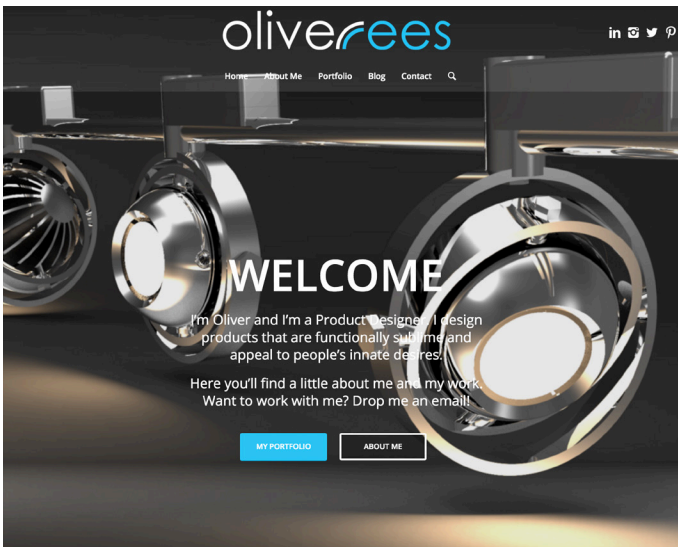 oliverees
Home About Me Portfolio Blog Contact
WELCOME
I'm Oliver and I'm a Product Designer. I design
products that are functionally sublime and
appeal to people's innate desires.
Here you'll find a little about me and my work.
Want to work with me? Drop me an email!
MY PORTFOLIO ABOUT ME